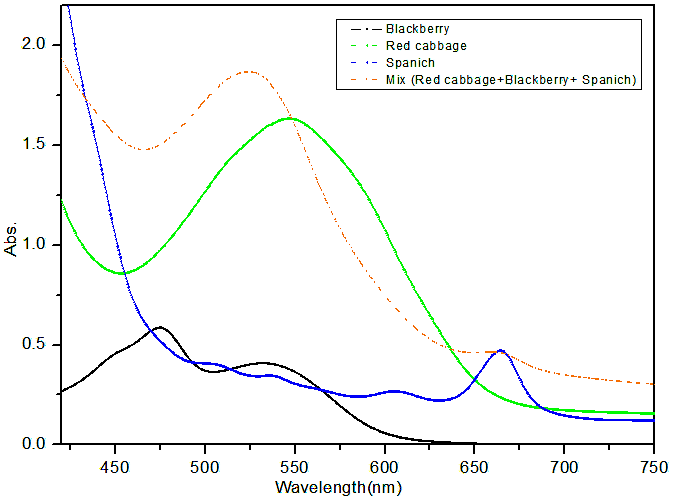 Blackberry
Red cabbage
Spanich
Mix (Red cabbage+Blackberry+ Spanich)
2.0
1.5
1.0
0.5
0.0
Abs.
450 500 550 600 650 700 750
Wavelength(nm)